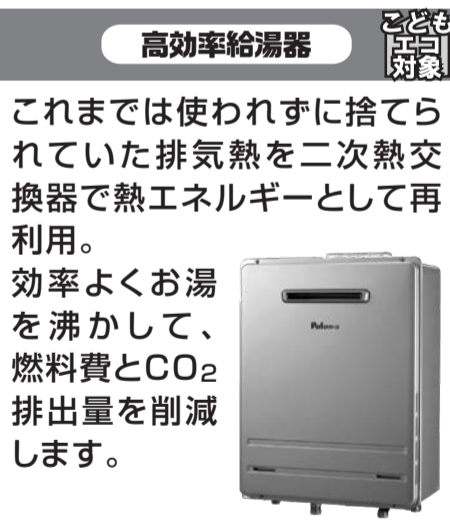 高効率給湯器
こども
エコ
対象
これまでは使われずに捨てら
れていた排気熱を二次熱交
換器で熱エネルギーとして再
利用。
効率よくお湯
を沸かして、
燃料費とCO₂
排出量を削減
します。
Paloma